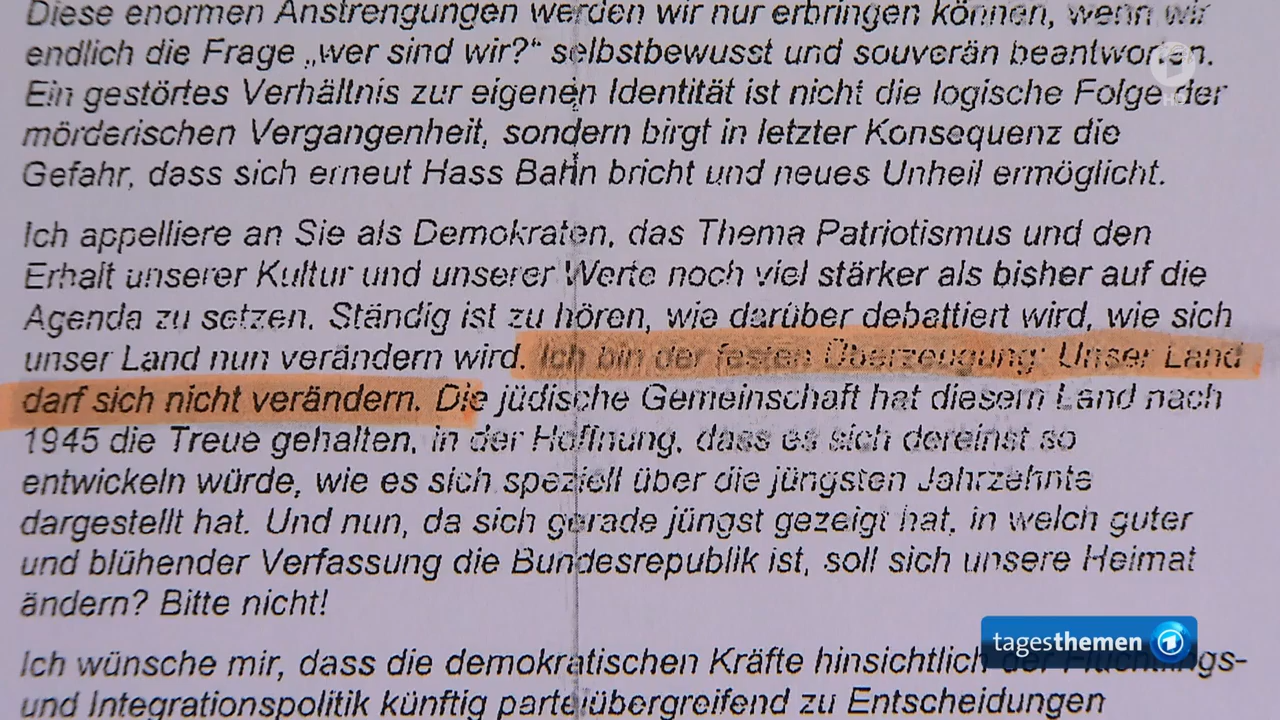 Diese enormen Anstrengungen werden wir nur erbringen können, wenn wir
endlich die Frage „wer sind wir?“ selbstbewusst und souverän beantworten.
Ein gestörtes Verhältnis zur eigenen Identität ist nicht die logische Folge der
mörderischen Vergangenheit, sondern birgt in letzter Konsequenz die
Gefahr, dass sich erneut Hass Bahn bricht und neues Unheil ermöglicht.
Ich appelliere an Sie als Demokraten, das Thema Patriotismus und den
Erhalt unserer Kultur und unserer Werte noch viel stärker als bisher auf die
Agenda zu setzen. Ständig ist zu hören, wie darüber debattiert wird, wie sich
unser Land nun verändern wird. Ich bin der festen Überzeugung: Unser Land
darf sich nicht verändern. Die jüdische Gemeinschaft hat diesem Land nach
1945 die Treue gehalten, in der Hoffnung, dass es sich dereinst so
entwickeln würde, wie es sich speziell über die jüngsten Jahrzehnte
dargestellt hat. Und nun, da sich gerade jüngst gezeigt hat, in welch guter
und blühender Verfassung die Bundesrepublik ist, soll sich unsere Heimat
ändern? Bitte nicht!
Ich wünsche mir, dass die demokratischen Kräfte hinsichtlich der Flüchtlings-
und Integrationspolitik künftig parteiübergreifend zu Entscheidungen
tagesthemen 1
1 HD